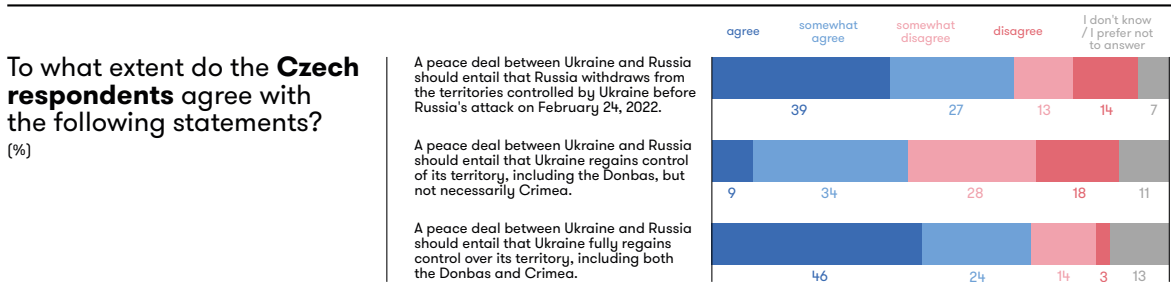 To what extent do the Czech
respondents agree with
the following statements?
(%)
agree
somewhat
agree
somewhat
disagree
disagree
I don't know
/ I prefer not
to answer
A peace deal between Ukraine and Russia
should entail that Russia withdraws from
the territories controlled by Ukraine before
Russia's attack on February 24, 2022.
39 27 13 14 7
A peace deal between Ukraine and Russia
should entail that Ukraine regains control
of its territory, including the Donbas, but
not necessarily Crimea.
9 34 28 18 11
A peace deal between Ukraine and Russia
should entail that Ukraine fully regains
control over its territory, including both
the Donbas and Crimea.
46 24 14 3 13